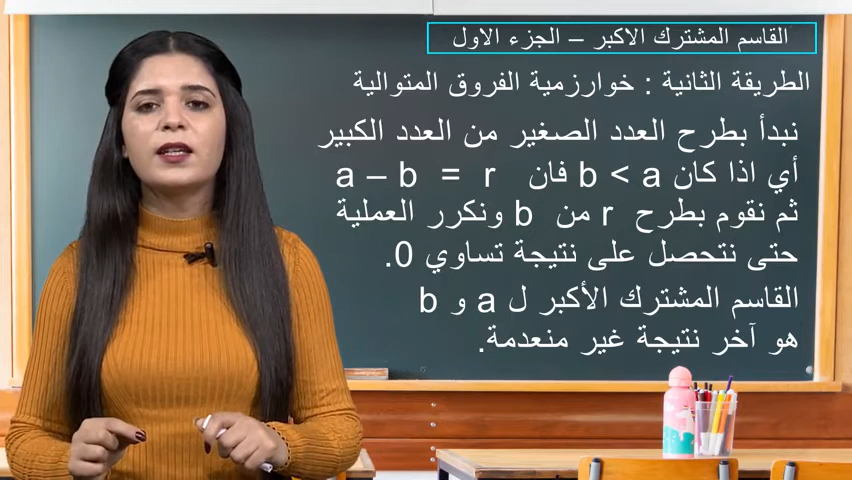 القاسم المشترك الاكبر – الجزء الاول
الطريقة الثانية : خوارزمية الفروق المتوالية
نبدأ بطرح العدد الصغير من العدد الكبير
أي اذا كان b < a فان a – b = r
ثم نقوم بطرح r من b ونكرر العملية
حتى نتحصل على نتيجة تساوي 0.
القاسم المشترك الأكبر ل a و b
هو آخر نتيجة غير منعدمة.